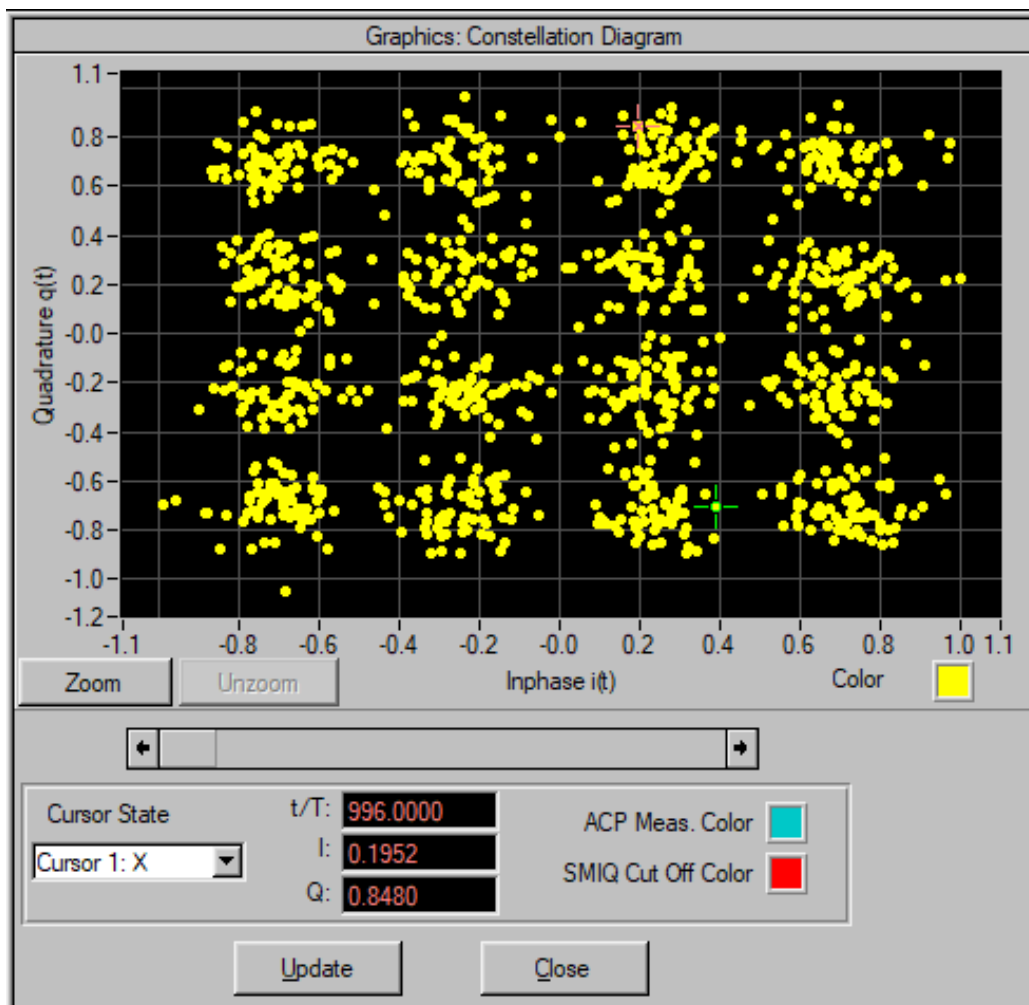 Graphics: Constellation Diagram
1.1
0.8
0.6
0.4
0.2
-0.0
-0.2
-0.4
-0.6
-0.8
-1.0
-1.2
Quadrature q(t)
-1.1 -0.8 -0.6 -0.4 -0.2 -0.0 0.2 0.4 0.6 0.8 1.0 1.1
Zoom Unzoom Inphase i(t) Color
Cursor State t/T: 996.0000 ACP Meas. Color
Cursor 1: X I: 0.1952 SMIQ Cut Off Color
Q: 0.8480
Update Close